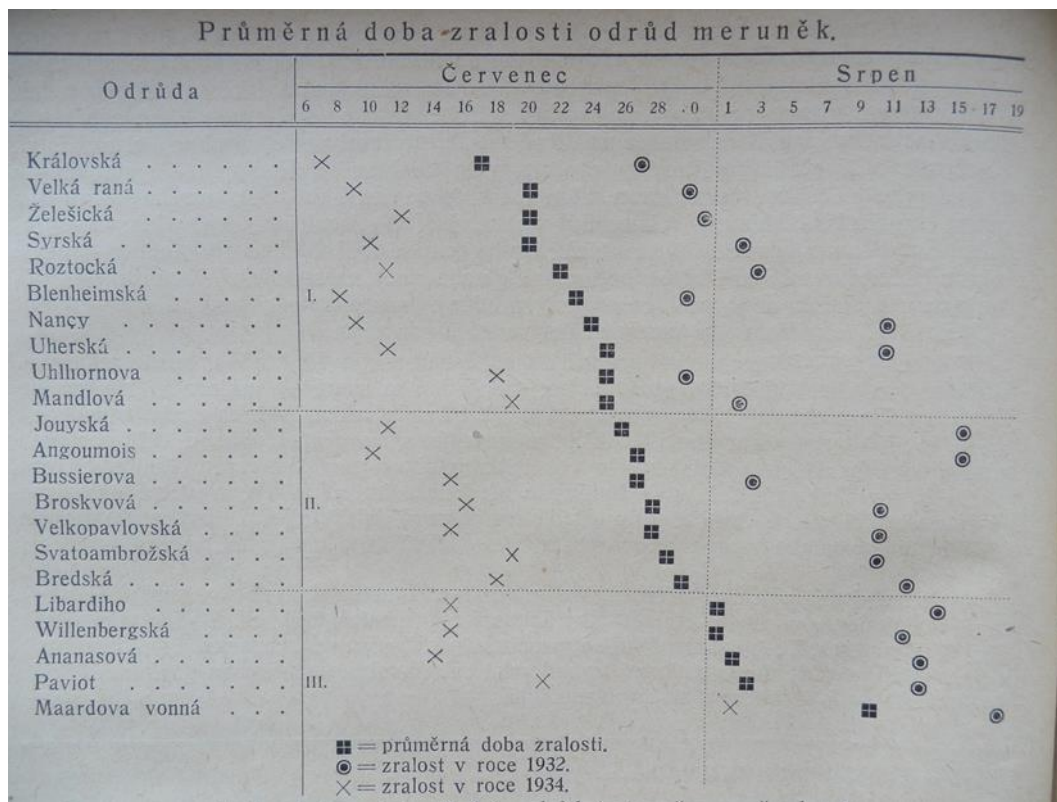 Průměrná doba zralosti odrůd meruněk.
Odrůda
Červenec
Srpen
6 8 10 12 14 16 18 20 22 24 26 28 .0 1 3 5 7 9 11 13 15 17 19
Královská . . . . . .
Velká raná . . . . . .
Želešická . . . . . .
Syrská . . . . . . .
Roztocká . . . . . .
Blenheimská . . . . . I.
Nancy . . . . . . .
Uherská . . . . . . .
Uhlhornova . . . . .
Mandlová . . . . . .
Jouyská . . . . . . .
Angoumois . . . . . .
Bussierova . . . . . .
Broskvová . . . . . . II.
Velkopavlovská . . . .
Svatoambrožská . . . .
Bredská . . . . . . .
Libardiho . . . . . .
Willenbergská . . . .
Ananasová . . . . . .
Paviot . . . . . . . III.
Maardova vonná . . .
= průměrná doba zralosti.
= zralost v roce 1932.
= zralost v roce 1934.